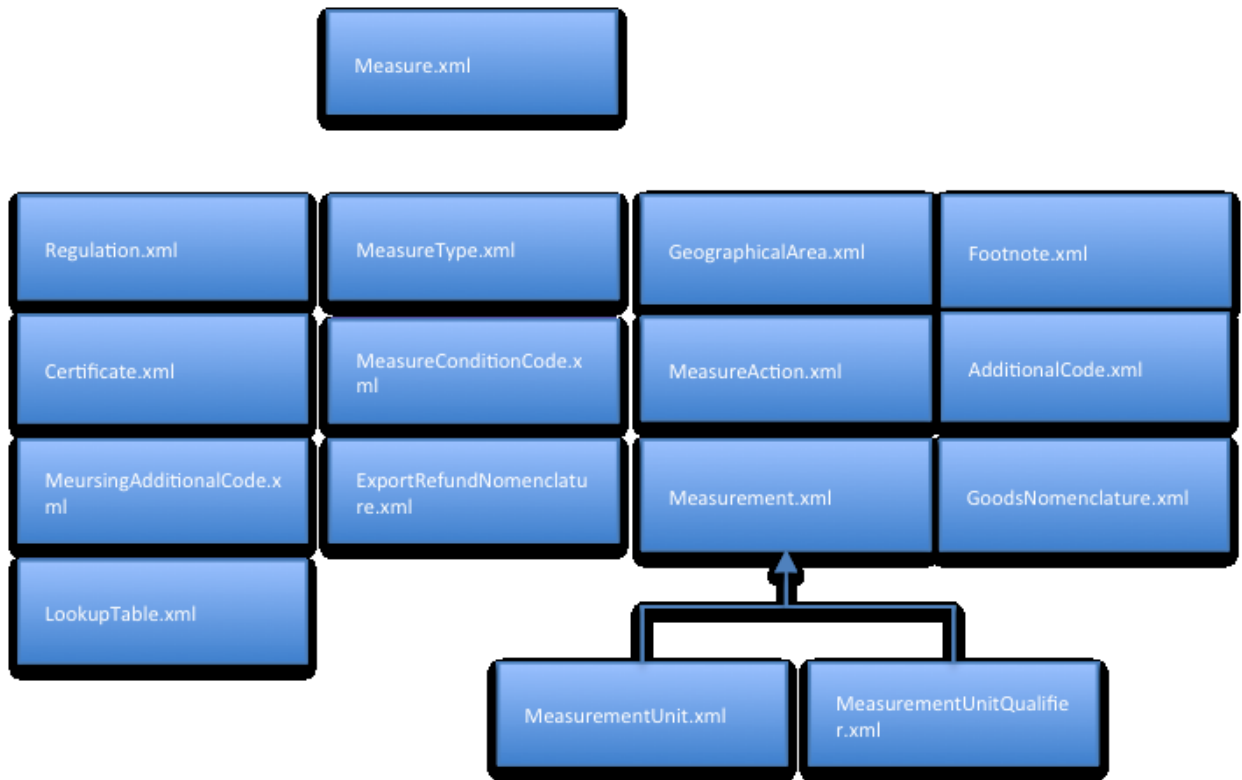 Measure.xml
Regulation.xml
MeasureType.xml
GeographicalArea.xml
Footnote.xml
Certificate.xml
MeasureConditionCode.x
ml
MeasureAction.xml
AdditionalCode.xml
MeursingAdditionalCode.x
ml
ExportRefundNomenclatu
re.xml
Measurement.xml
GoodsNomenclature.xml
LookupTable.xml
MeasurementUnit.xml
MeasurementUnitQualifie
r.xml